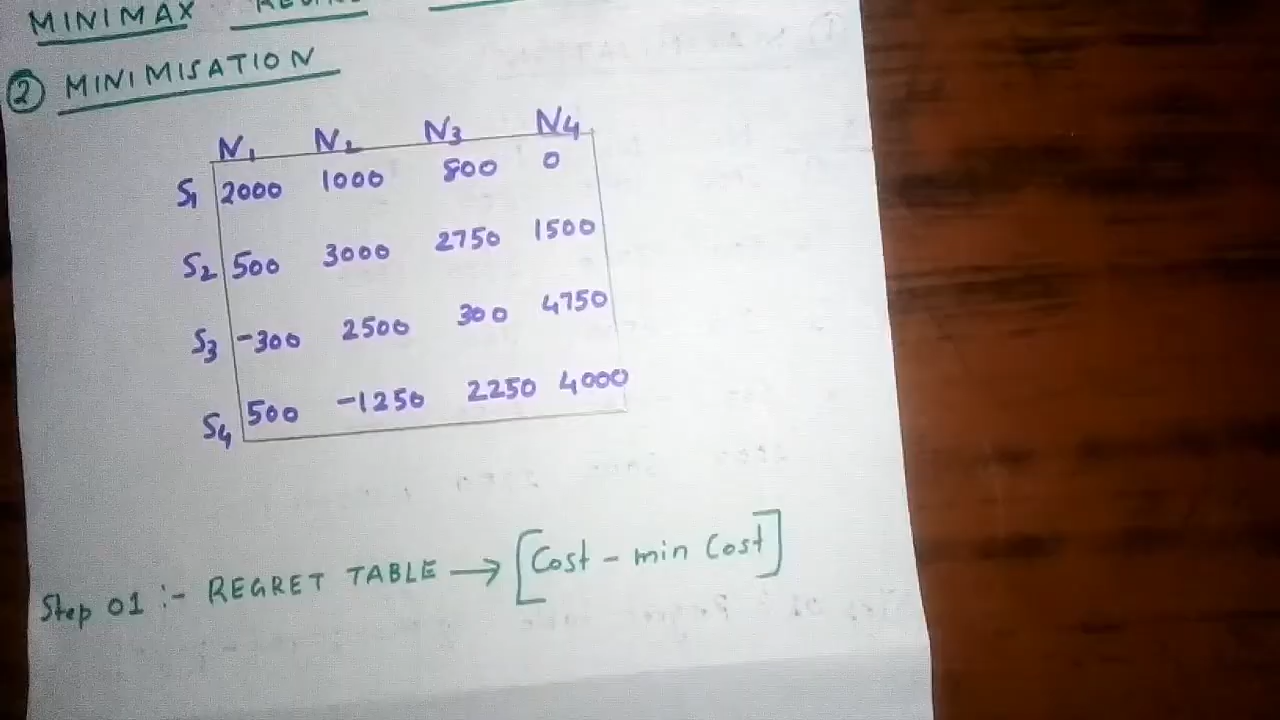 MINIMAX
② MINIMISATION
N1 N2 N3 N4
S1 2000 1000 800 0
S2 500 3000 2750 1500
S3 -300 2500 300 4750
S4 500 -1250 2250 4000
Step 01 :- REGRET TABLE → [Cost - min Cost]